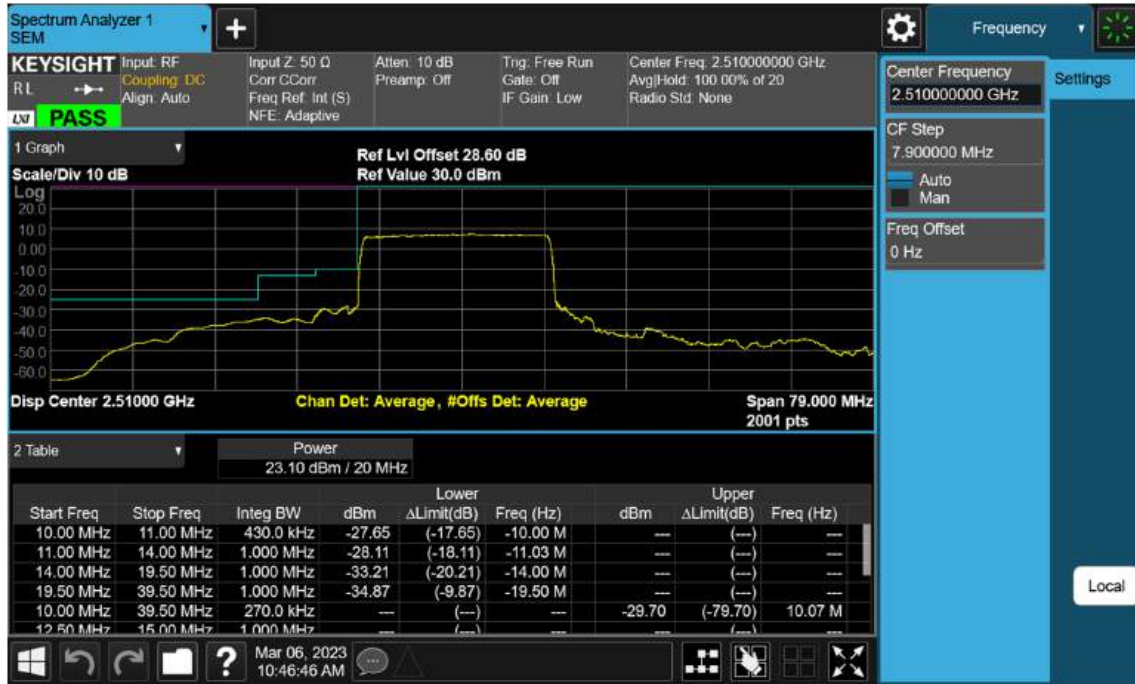 Spectrum Analyzer 1
SEM
+
Frequency
KEYSIGHT
RL
LXI
PASS
Input: RF
Coupling: DC
Align: Auto
Input Z: 50 Ω
Corr CCorr
Freq Ref: Int (S)
NFE: Adaptive
Atten: 10 dB
Preamp: Off
Trig: Free Run
Gate: Off
IF Gain: Low
Center Freq: 2.510000000 GHz
Avg|Hold: 100.00% of 20
Radio Std: None
Center Frequency
2.510000000 GHz
Settings
CF Step
7.900000 MHz
Auto
Man
Freq Offset
0 Hz
Local
1 Graph
Scale/Div 10 dB
Ref Lvl Offset 28.60 dB
Ref Value 30.0 dBm
Log
20.0
10.0
0.00
-10.0
-20.0
-30.0
-40.0
-50.0
-60.0
Disp Center 2.51000 GHz
Chan Det: Average, #Offs Det: Average
Span 79.000 MHz
2001 pts
2 Table
Power
23.10 dBm / 20 MHz
Lower Upper
Start Freq Stop Freq Integ BW dBm ΔLimit(dB) Freq (Hz) dBm ΔLimit(dB) Freq (Hz)
10.00 MHz 11.00 MHz 430.0 kHz -27.65 (-17.65) -10.00 M --- (---) ---
11.00 MHz 14.00 MHz 1.000 MHz -28.11 (-18.11) -11.03 M --- (---) ---
14.00 MHz 19.50 MHz 1.000 MHz -33.21 (-20.21) -14.00 M --- (---) ---
19.50 MHz 39.50 MHz 1.000 MHz -34.87 (-9.87) -19.50 M --- (---) ---
10.00 MHz 39.50 MHz 270.0 kHz --- (---) --- -29.70 (-79.70) 10.07 M
12.50 MHz 15.00 MHz 1.000 MHz --- (---) --- --- (---) ---
?
Mar 06, 2023
10:46:46 AM